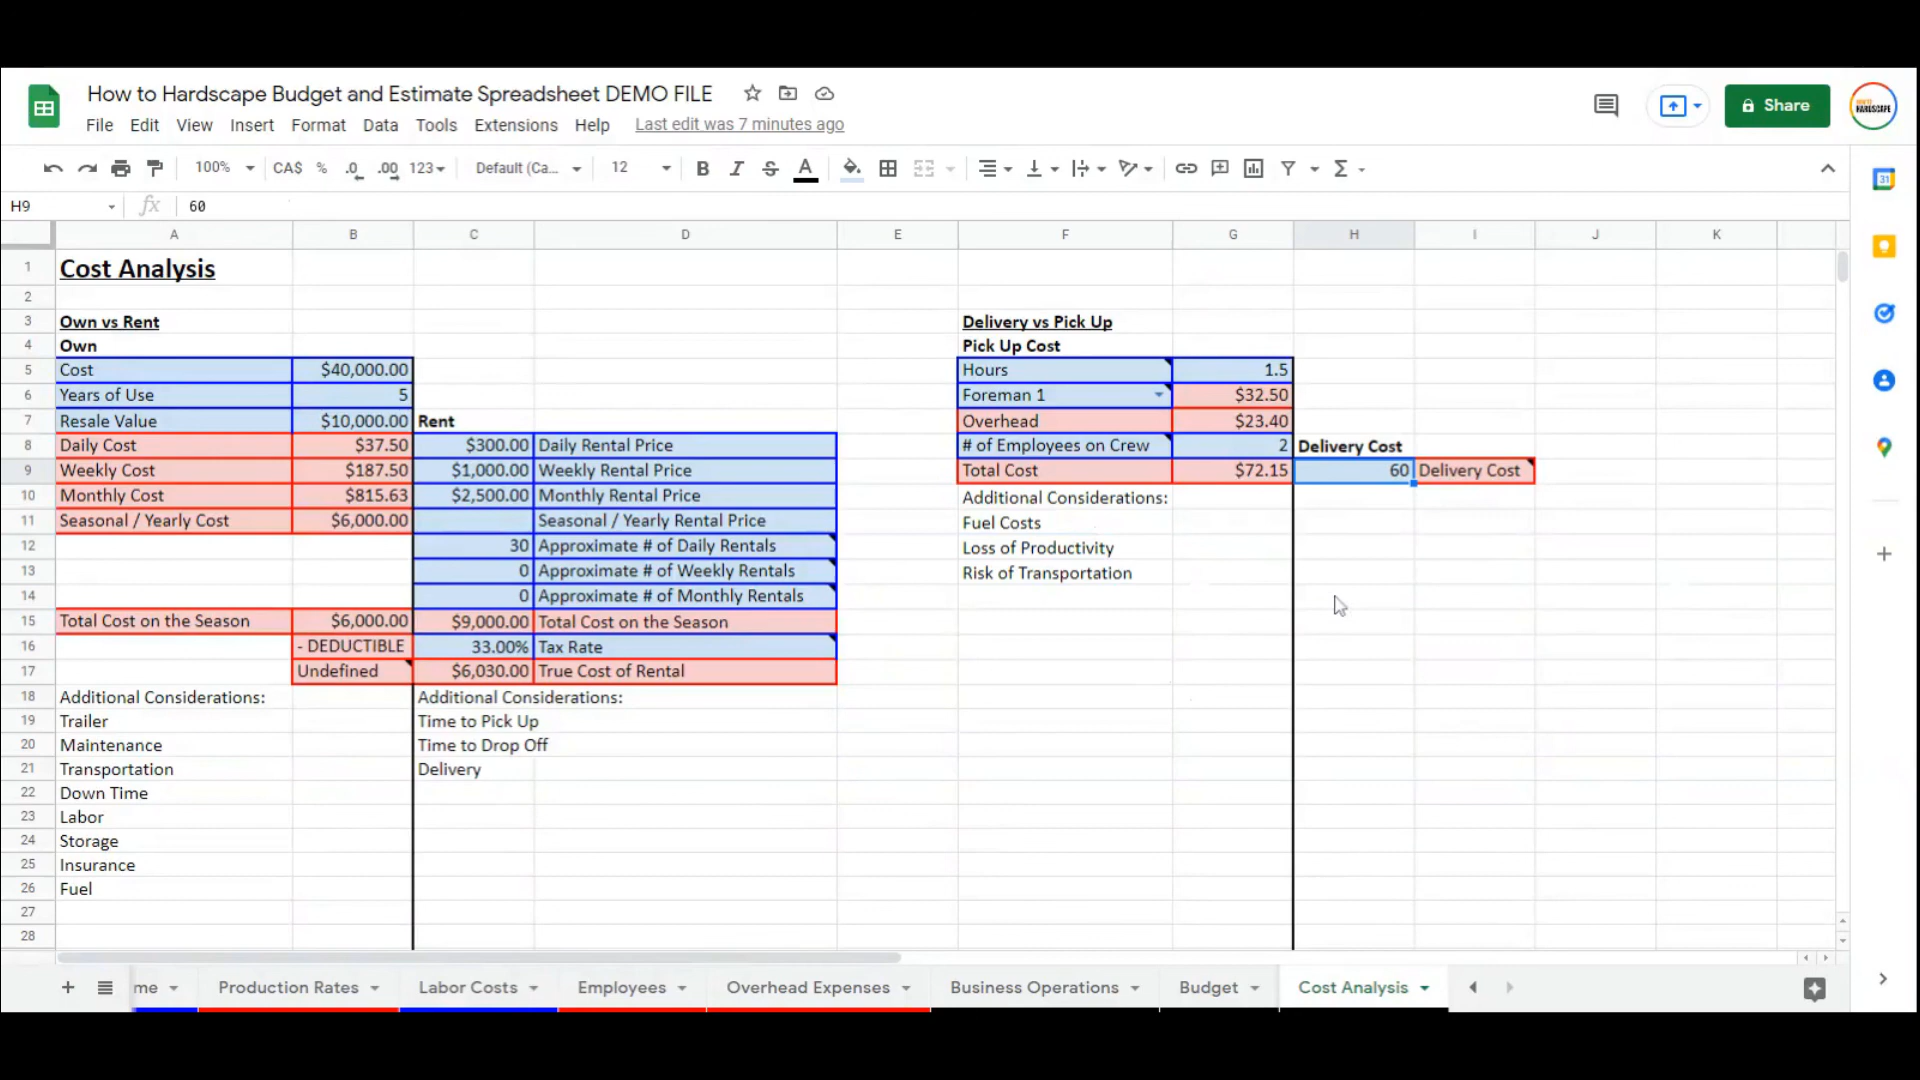 How to Hardscape Budget and Estimate Spreadsheet DEMO FILE
File Edit View Insert Format Data Tools Extensions Help Last edit was 7 minutes ago
Share
HARDSCAPE
100% CA$ % .0 .00 123 Default (Ca... 12 B I S A Σ
H9 fx 60
31
A B C D E F G H I J K
1 Cost Analysis
2
3 Own vs Rent Delivery vs Pick Up
4 Own Pick Up Cost
5 Cost $40,000.00 Hours 1.5
6 Years of Use 5 Foreman 1 $32.50
7 Resale Value $10,000.00 Rent Overhead $23.40
8 Daily Cost $37.50 $300.00 Daily Rental Price # of Employees on Crew 2 Delivery Cost
9 Weekly Cost $187.50 $1,000.00 Weekly Rental Price Total Cost $72.15 60 Delivery Cost
10 Monthly Cost $815.63 $2,500.00 Monthly Rental Price Additional Considerations:
11 Seasonal / Yearly Cost $6,000.00 Seasonal / Yearly Rental Price Fuel Costs
12 30 Approximate # of Daily Rentals Loss of Productivity
13 0 Approximate # of Weekly Rentals Risk of Transportation
14 0 Approximate # of Monthly Rentals
15 Total Cost on the Season $6,000.00 $9,000.00 Total Cost on the Season
16 - DEDUCTIBLE 33.00% Tax Rate
17 Undefined $6,030.00 True Cost of Rental
18 Additional Considerations: Additional Considerations:
19 Trailer Time to Pick Up
20 Maintenance Time to Drop Off
21 Transportation Delivery
22 Down Time
23 Labor
24 Storage
25 Insurance
26 Fuel
27
28
me Production Rates Labor Costs Employees Overhead Expenses Business Operations Budget Cost Analysis